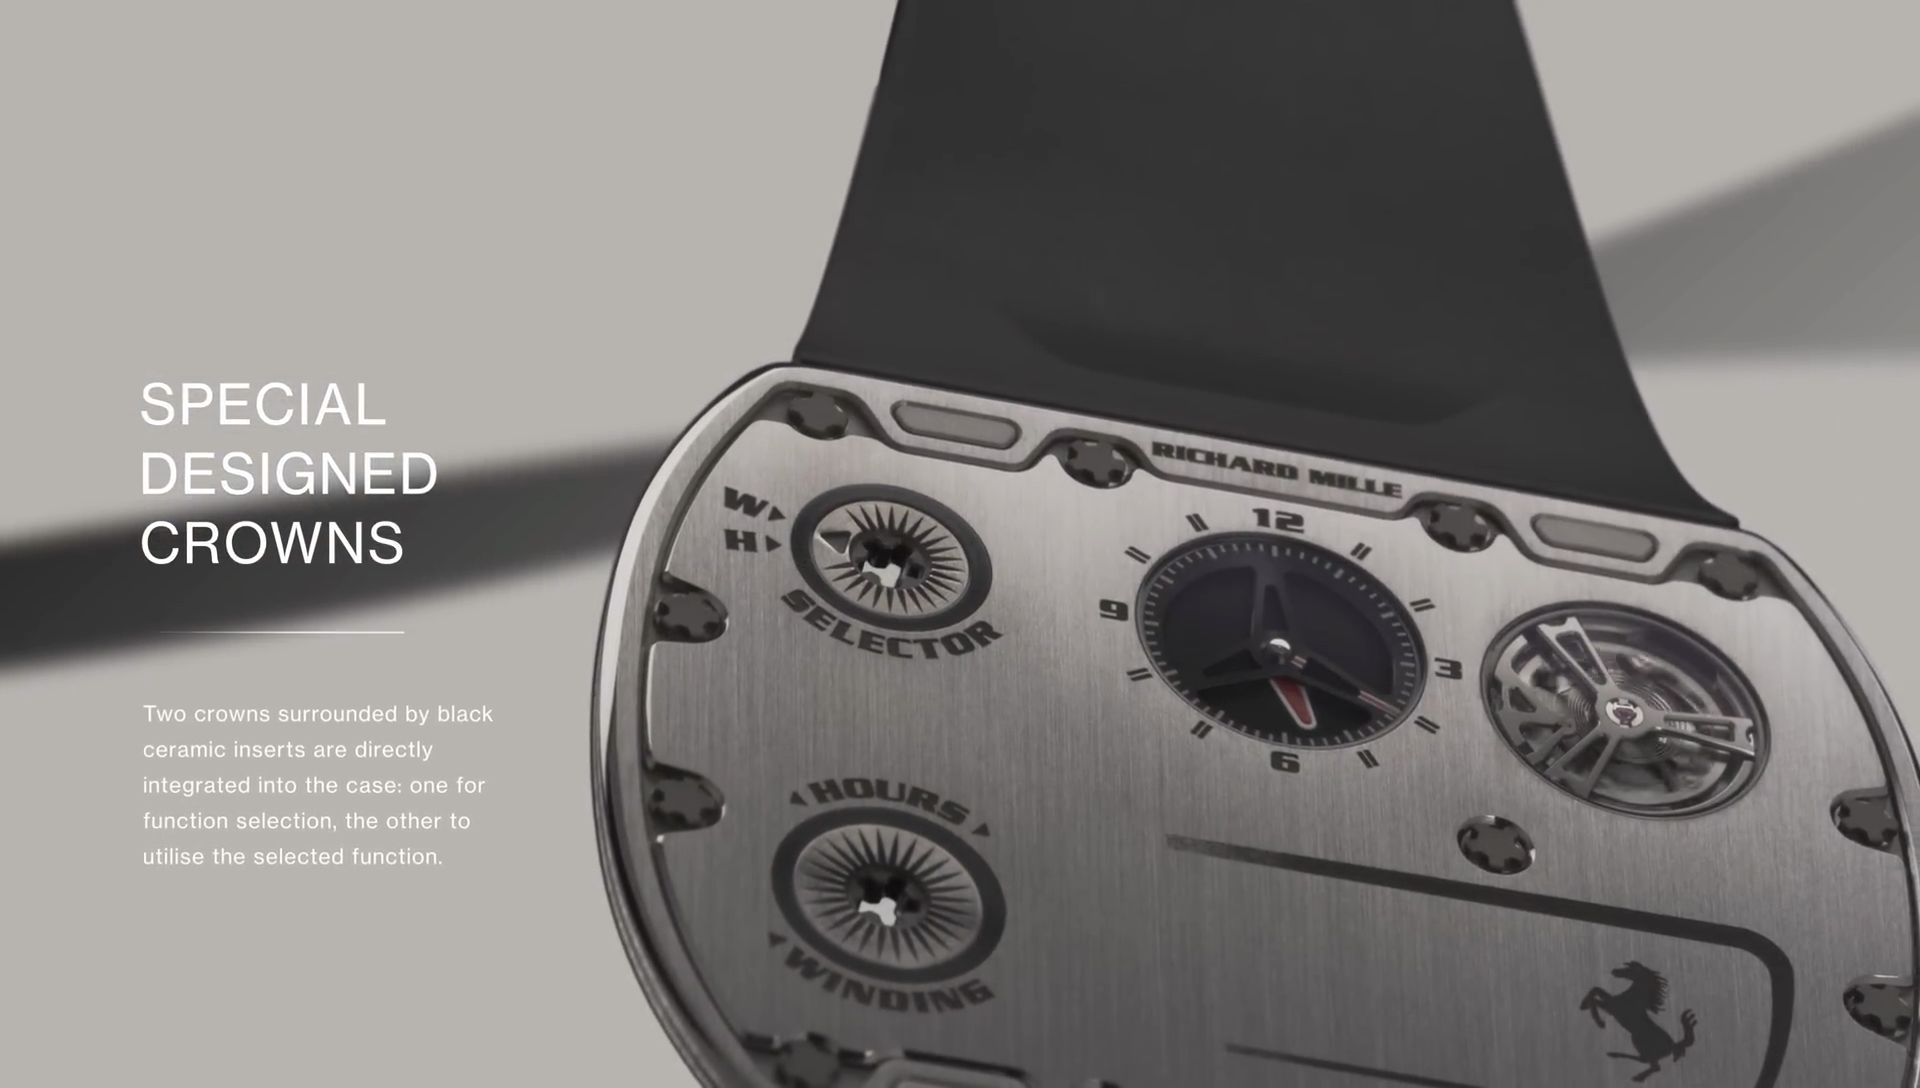 SPECIAL
DESIGNED
CROWNS
Two crowns surrounded by black
ceramic inserts are directly
integrated into the case: one for
function selection, the other to
utilise the selected function.
RICHARD MILLE
W
H
SELECTOR
12
9
3
6
HOURS
WINDING